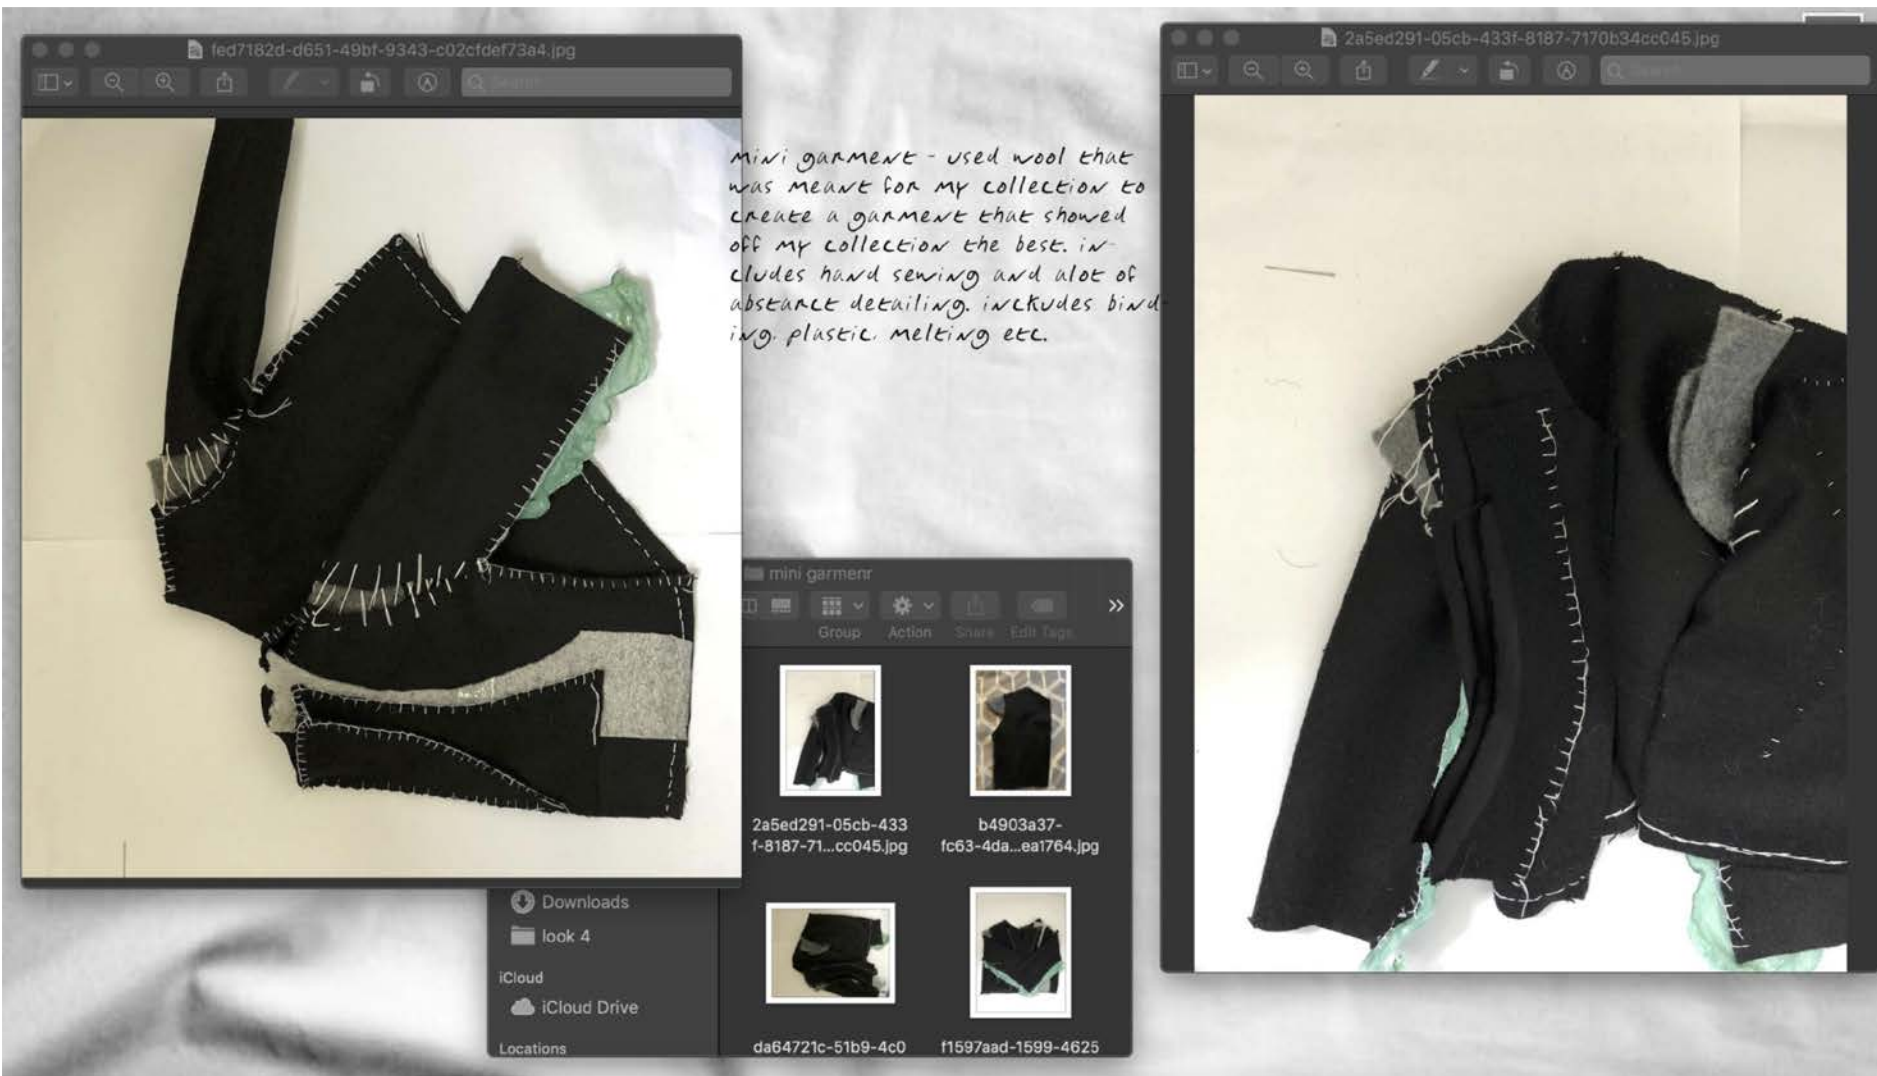 fed7182d-d651-49bf-9343-c02cfdef73a4.jpg
Search
2a5ed291-05cb-433f-8187-7170b34cc045.jpg
Search
mini garment - used wool that
was meant for my collection to
create a garment that showed
off my collection the best. in-
cludes hand sewing and alot of
abstarct detailing. inckudes bind-
ing. plastic. melting etc.
mini garmenr
Group Action Share Edit Tags
2a5ed291-05cb-433
f-8187-71...cc045.jpg
b4903a37-
fc63-4da...ea1764.jpg
Downloads
look 4
iCloud
iCloud Drive
Locations
da64721c-51b9-4c0
f1597aad-1599-4625